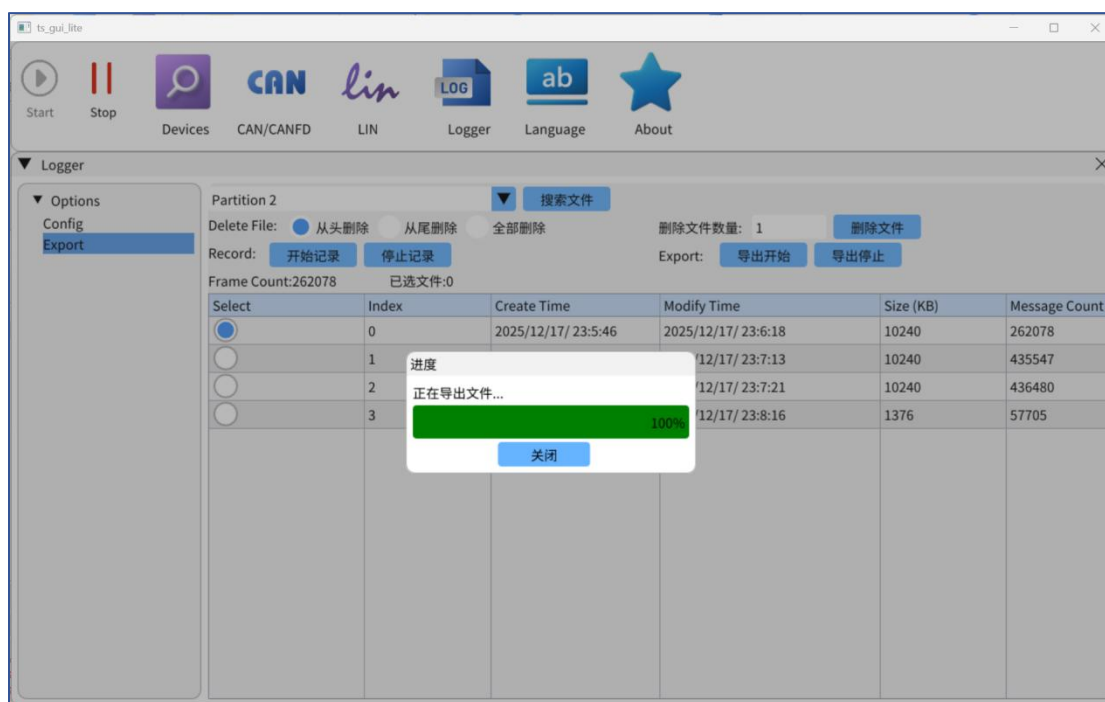 ts_gui_lite
CAN lin LOG ab
Start Stop Devices CAN/CANFD LIN Logger Language About
Logger
Options
Config
Export
Partition 2 搜索文件
Delete File: 从头删除 从尾删除 全部删除 删除文件数量: 1 删除文件
Record: 开始记录 停止记录 Export: 导出开始 导出停止
Frame Count:262078 已选文件:0
Select Index Create Time Modify Time Size (KB) Message Count
0 2025/12/17/ 23:5:46 2025/12/17/ 23:6:18 10240 262078
1 /12/17/ 23:7:13 10240 435547
2 /12/17/ 23:7:21 10240 436480
3 /12/17/ 23:8:16 1376 57705
进度
正在导出文件...
100%
关闭